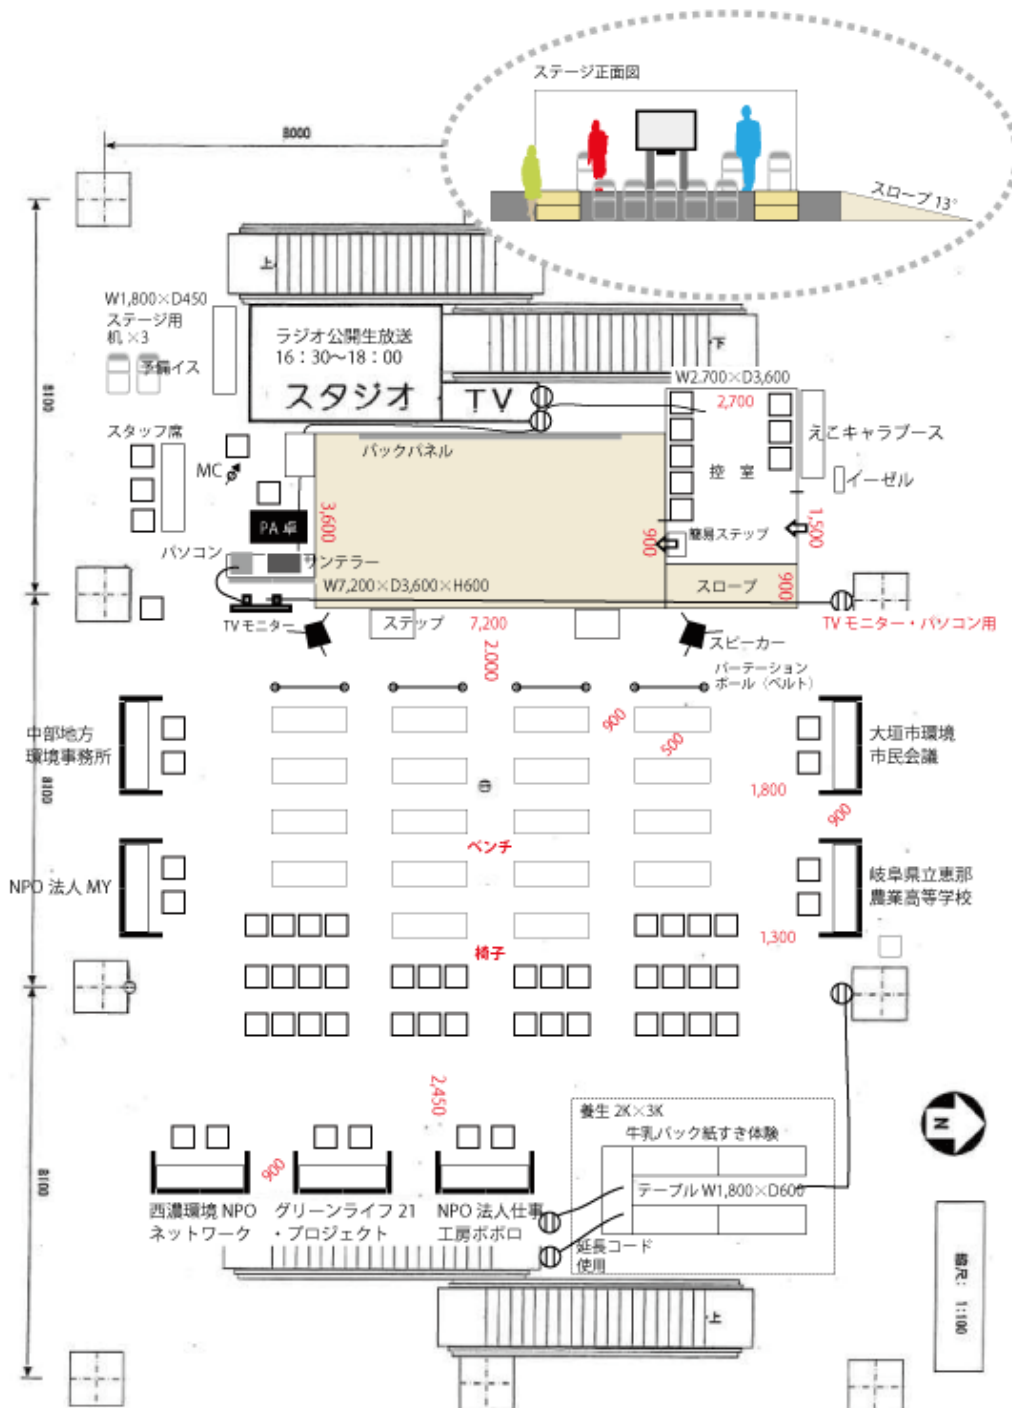 ステージ正面図
スロープ 13°
8000
上
W1,800×D450
ステージ用
机 ×3
予備イス
ラジオ公開生放送
16：30〜18：00
スタジオ
TV
下
W2,700×D3,600
2,700
8100
スタッフ席
MC
バックパネル
控 室
えこキャラブース
イーゼル
PA 卓
3,600
900
簡易ステップ
1,500
パソコン
サンテラー
W7,200×D3,600×H600
スロープ
900
TV モニター
ステップ
7,200
スピーカー
TV モニター・パソコン用
2,000
パーテーション
ポール（ベルト）
中部地方
環境事務所
900
500
大垣市環境
市民会議
8100
1,800
900
ベンチ
NPO 法人 MY
岐阜県立恵那
農業高等学校
椅子
1,300
2,450
養生 2K×3K
牛乳パック紙すき体験
N
900
テーブル W1,800×D600
8100
西濃環境 NPO
ネットワーク
グリーンライフ 21
・プロジェクト
NPO 法人仕事
工房ポポロ
延長コード
使用
上
縮尺： 1:100